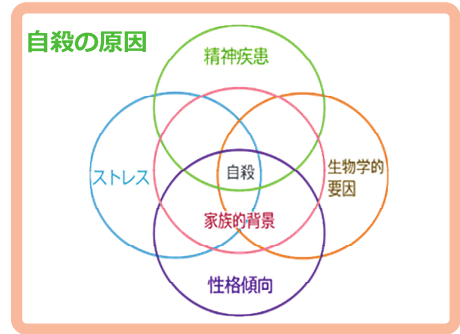 自殺の原因
精神疾患
ストレス
自殺
生物学的
要因
家族的背景
性格傾向